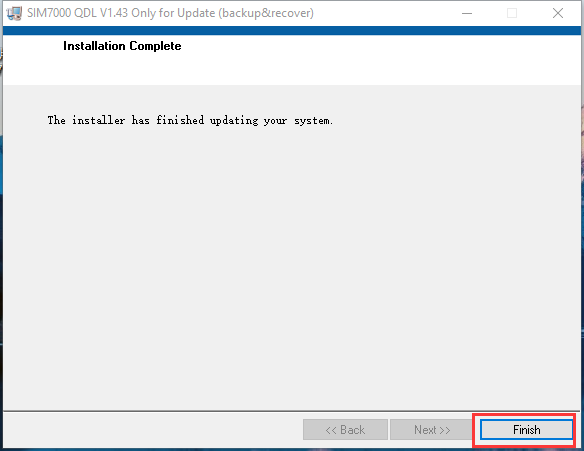 SIM7000 QDL V1.43 Only for Update (backup&recover)
Installation Complete
The installer has finished updating your system.
<< Back
Next >>
Finish